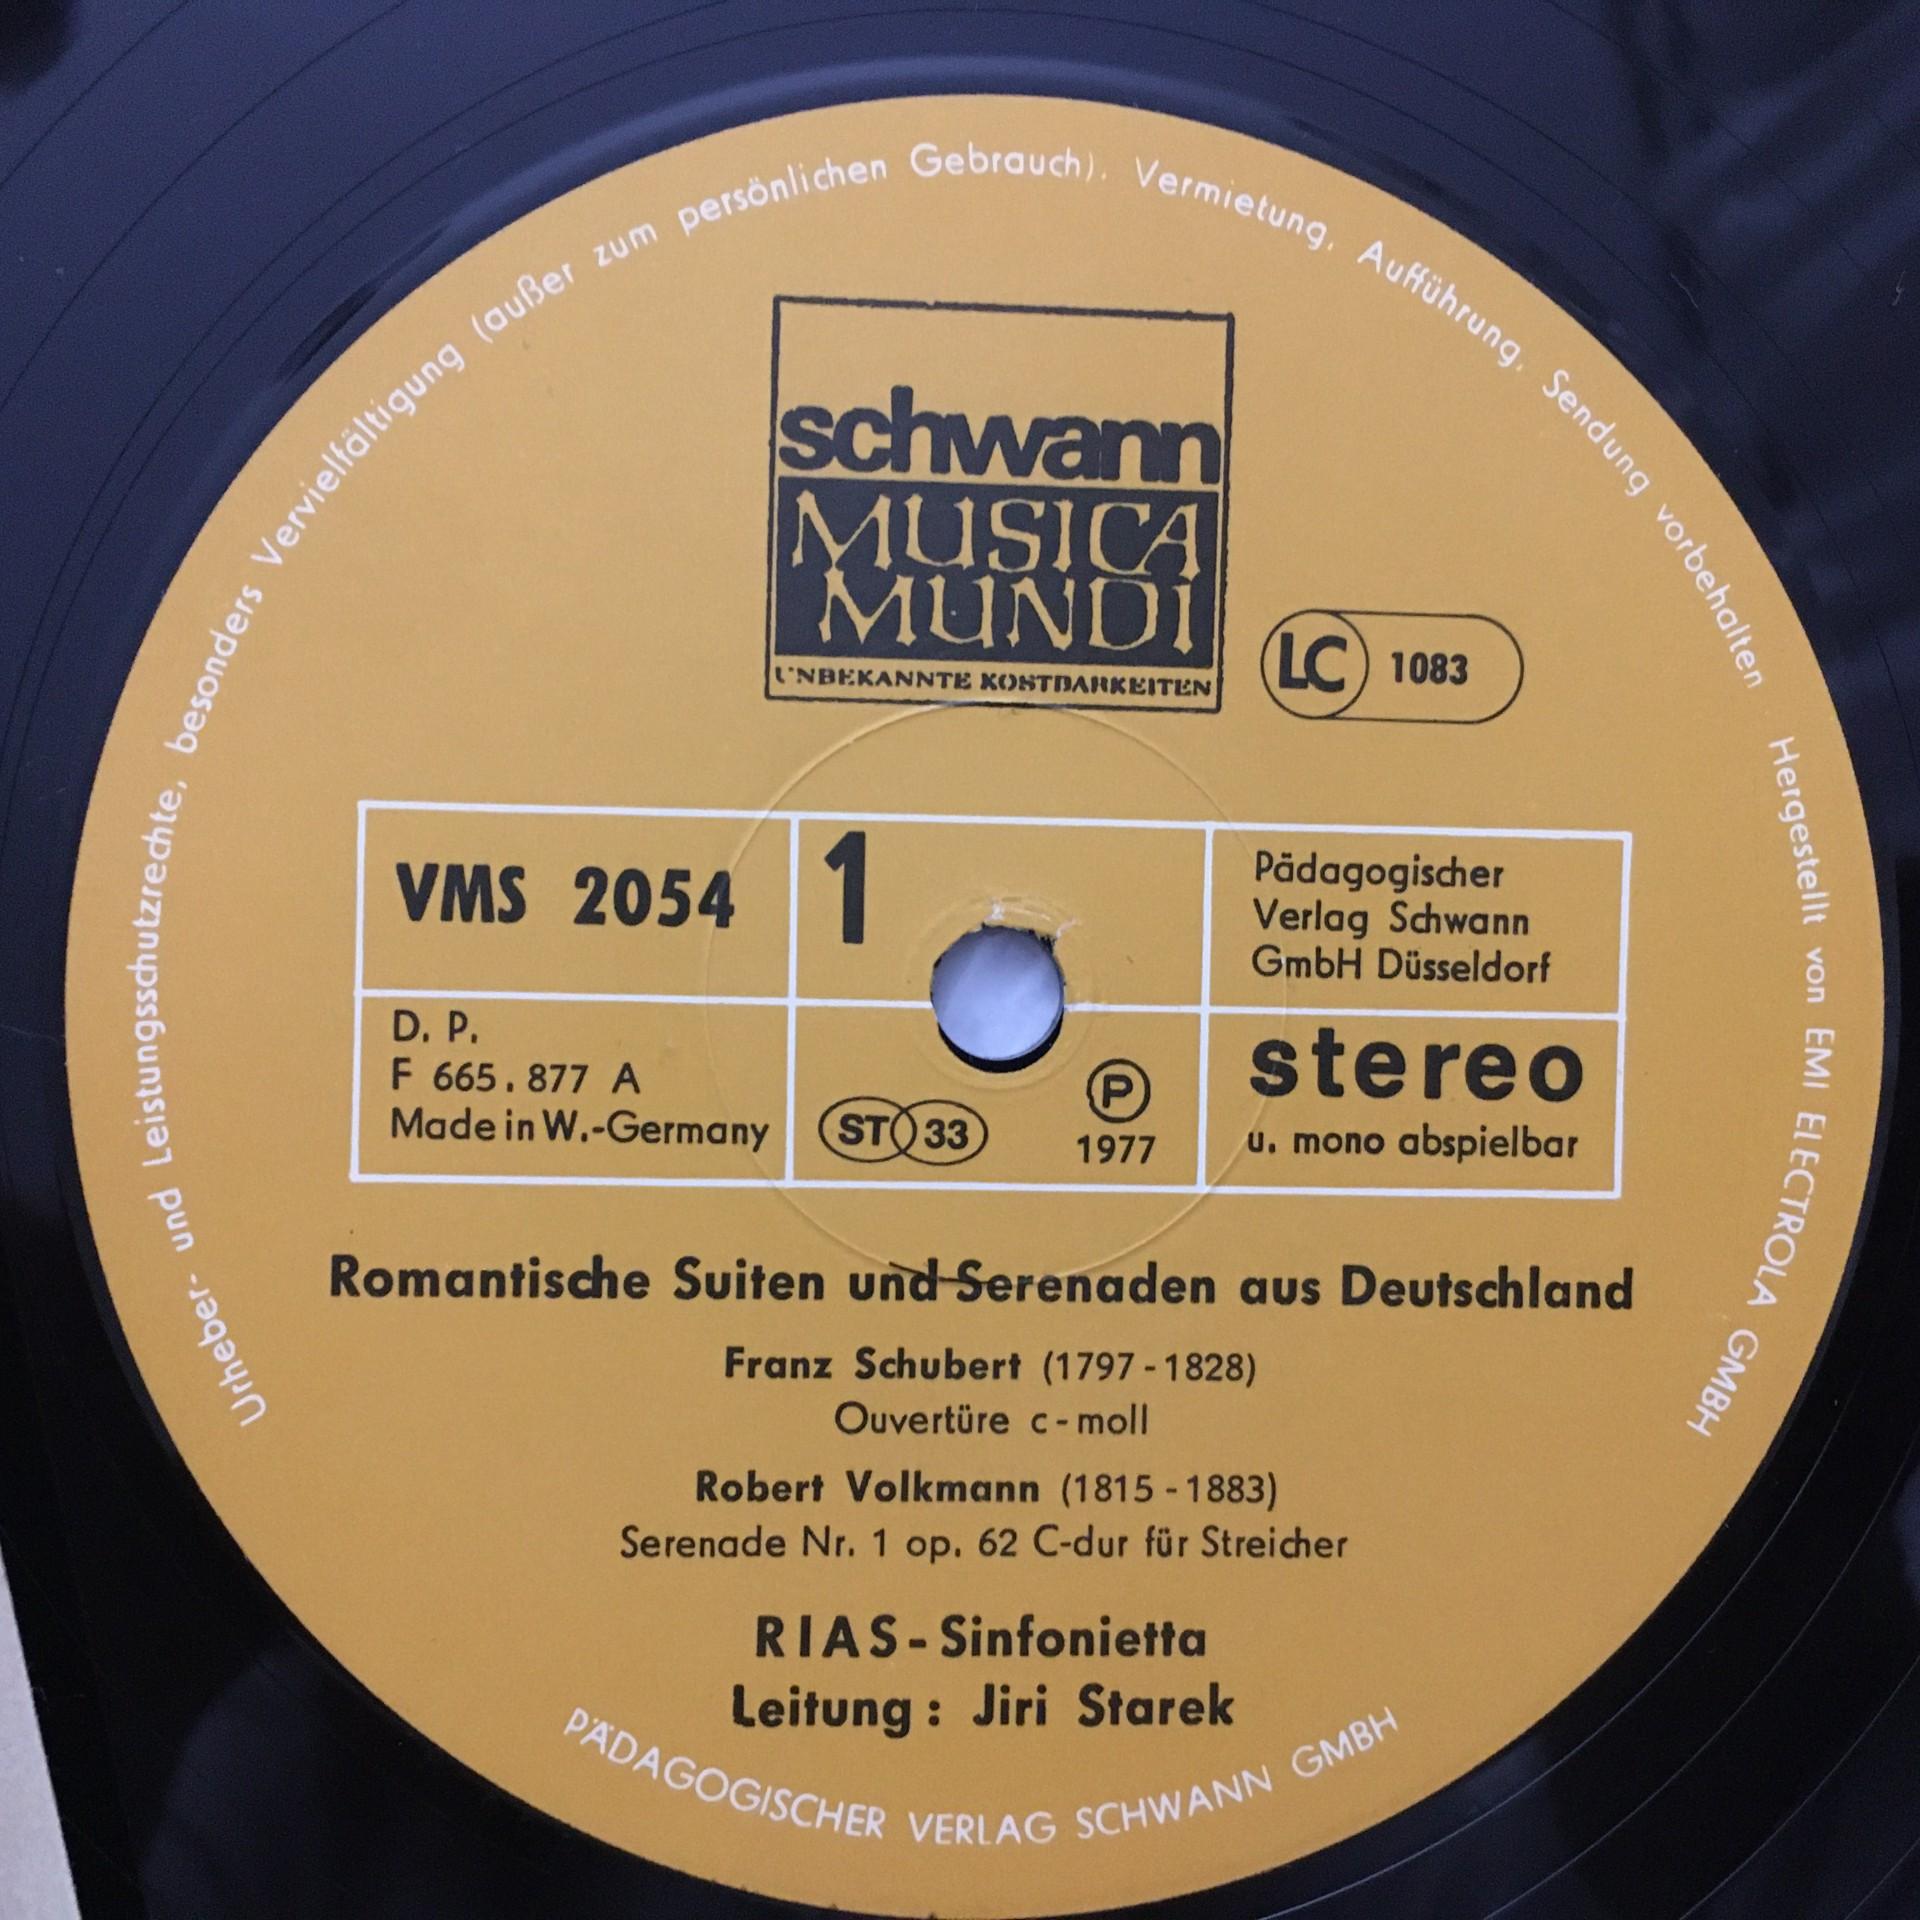 Urheber- und Leistungsschutzrechte, besonders Vervielfältigung (außer zum persönlichen Gebrauch). Vermietung, Aufführung, Sendung vorbehalten
Hergestellt von EMI ELECTROLA GMBH
schwann
MUSICA
MUNDI
UNBEKANNTE KOSTBARKEITEN
LC 1083
VMS 2054
1
Pädagogischer
Verlag Schwann
GmbH Düsseldorf
D. P.
F 665.877 A
Made in W.-Germany
ST 33
P
1977
stereo
u. mono abspielbar
Romantische Suiten und Serenaden aus Deutschland
Franz Schubert (1797-1828)
Ouvertüre c-moll
Robert Volkmann (1815-1883)
Serenade Nr. 1 op. 62 C-dur für Streicher
RIAS-Sinfonietta
Leitung: Jiri Starek
PÄDAGOGISCHER VERLAG SCHWANN GMBH